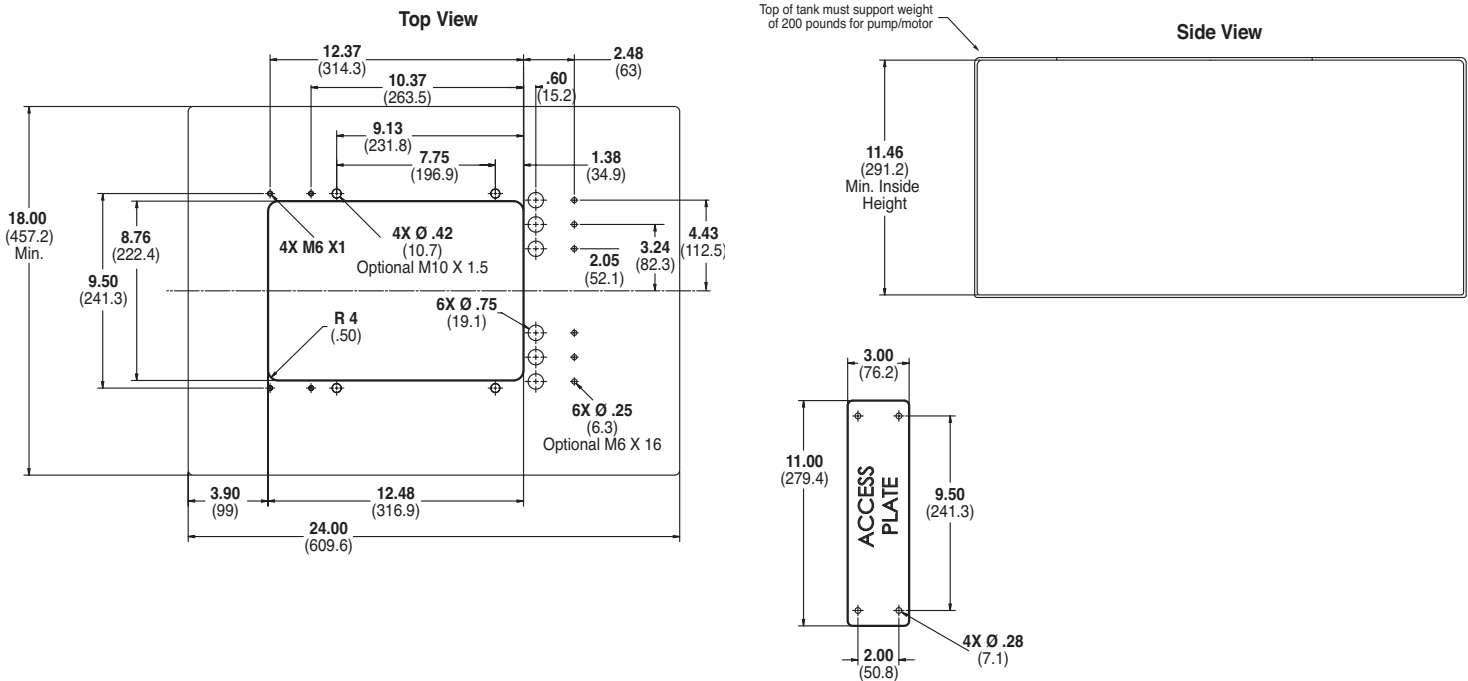 Top View
12.37
(314.3)
2.48
(63)
10.37
(263.5)
.60
(15.2)
9.13
(231.8)
7.75
(196.9)
1.38
(34.9)
18.00
(457.2)
Min.
8.76
(222.4)
9.50
(241.3)
4X M6 X1
4X Ø .42
(10.7)
Optional M10 X 1.5
2.05
(52.1)
3.24
(82.3)
4.43
(112.5)
R 4
(.50)
6X Ø .75
(19.1)
6X Ø .25
(6.3)
Optional M6 X 16
3.90
(99)
12.48
(316.9)
24.00
(609.6)
Top of tank must support weight
of 200 pounds for pump/motor
Side View
11.46
(291.2)
Min. Inside
Height
3.00
(76.2)
11.00
(279.4)
ACCESS
PLATE
9.50
(241.3)
4X Ø .28
(7.1)
2.00
(50.8)